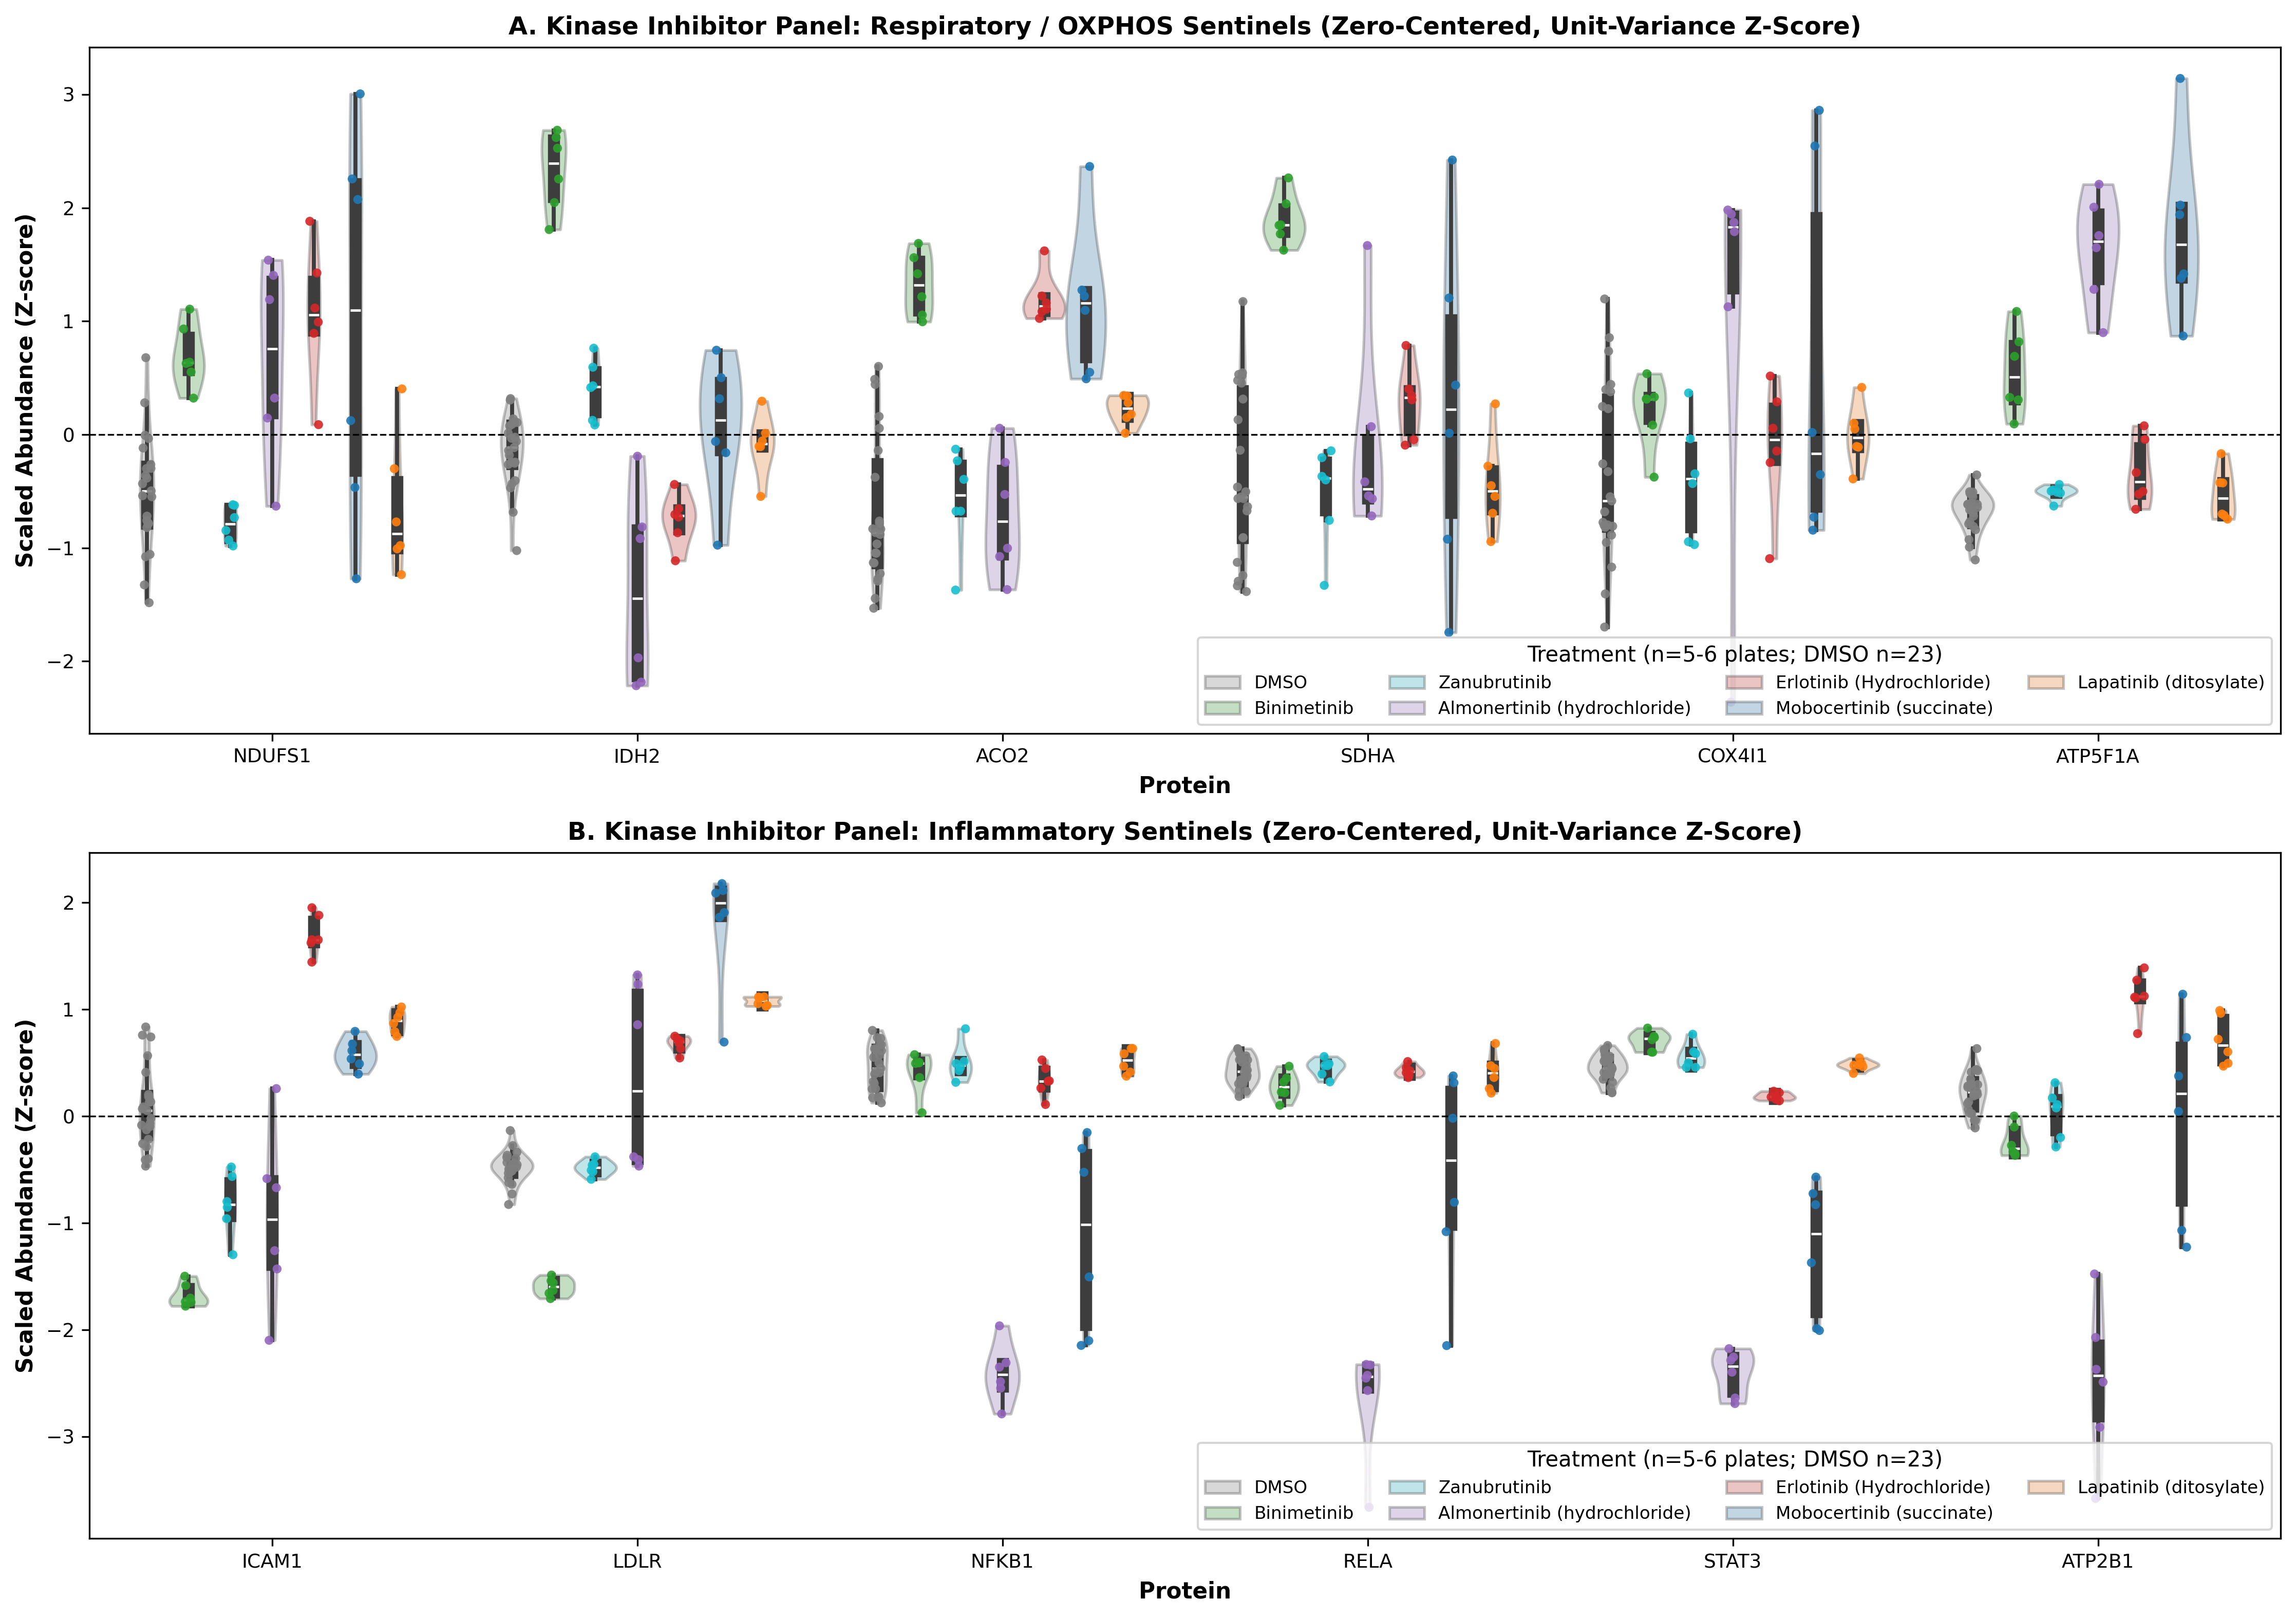 A. Kinase Inhibitor Panel: Respiratory / OXPHOS Sentinels (Zero-Centered, Unit-Variance Z-Score)
Scaled Abundance (Z-score)
3
2
1
0
−1
−2
Treatment (n=5-6 plates; DMSO n=23)
DMSO Zanubrutinib Erlotinib (Hydrochloride) Lapatinib (ditosylate)
Binimetinib Almonertinib (hydrochloride) Mobocertinib (succinate)
NDUFS1 IDH2 ACO2 SDHA COX4I1 ATP5F1A
Protein
B. Kinase Inhibitor Panel: Inflammatory Sentinels (Zero-Centered, Unit-Variance Z-Score)
Scaled Abundance (Z-score)
2
1
0
−1
−2
−3
Treatment (n=5-6 plates; DMSO n=23)
DMSO Zanubrutinib Erlotinib (Hydrochloride) Lapatinib (ditosylate)
Binimetinib Almonertinib (hydrochloride) Mobocertinib (succinate)
ICAM1 LDLR NFKB1 RELA STAT3 ATP2B1
Protein